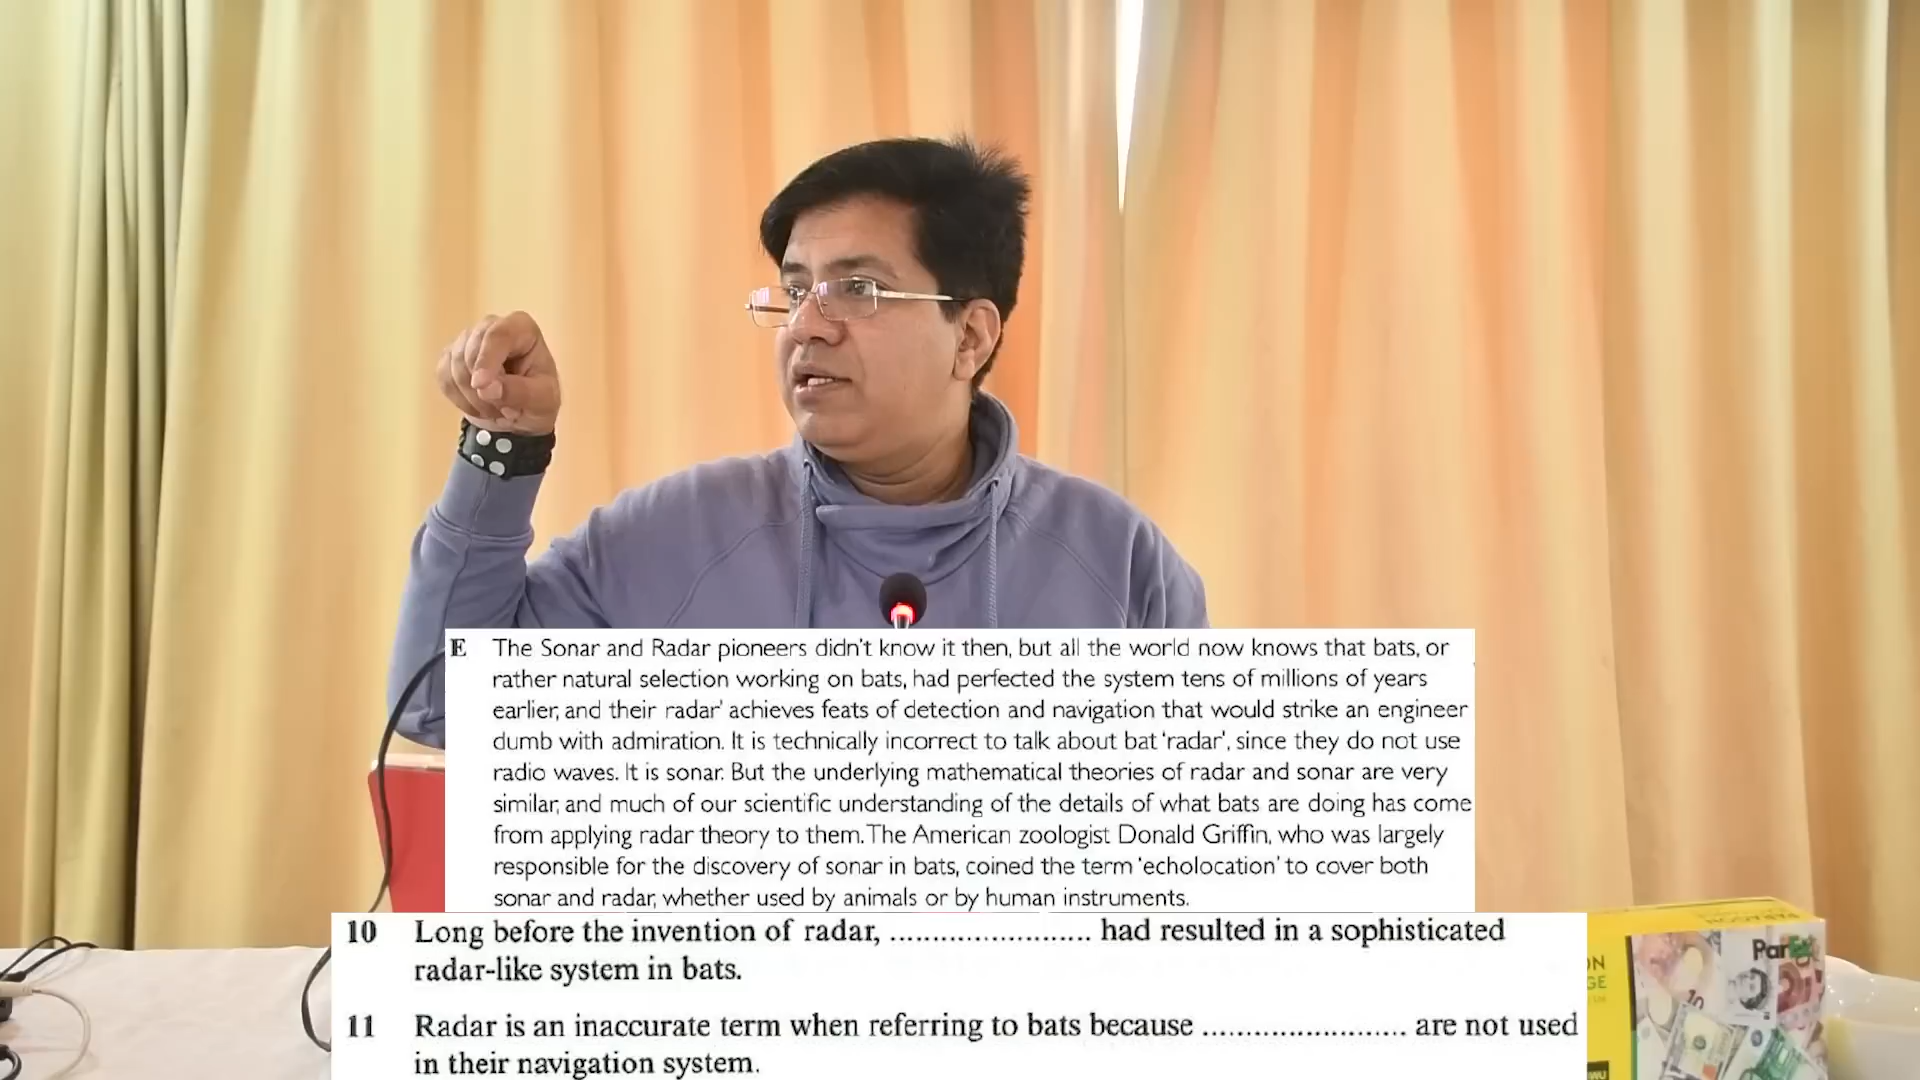 E The Sonar and Radar pioneers didn't know it then, but all the world now knows that bats, or
rather natural selection working on bats, had perfected the system tens of millions of years
earlier, and their radar' achieves feats of detection and navigation that would strike an engineer
dumb with admiration. It is technically incorrect to talk about bat 'radar', since they do not use
radio waves. It is sonar. But the underlying mathematical theories of radar and sonar are very
similar, and much of our scientific understanding of the details of what bats are doing has come
from applying radar theory to them. The American zoologist Donald Griffin, who was largely
responsible for the discovery of sonar in bats, coined the term 'echolocation' to cover both
sonar and radar, whether used by animals or by human instruments.
10 Long before the invention of radar, ........................ had resulted in a sophisticated
radar-like system in bats.
11 Radar is an inaccurate term when referring to bats because ........................ are not used
in their navigation system.